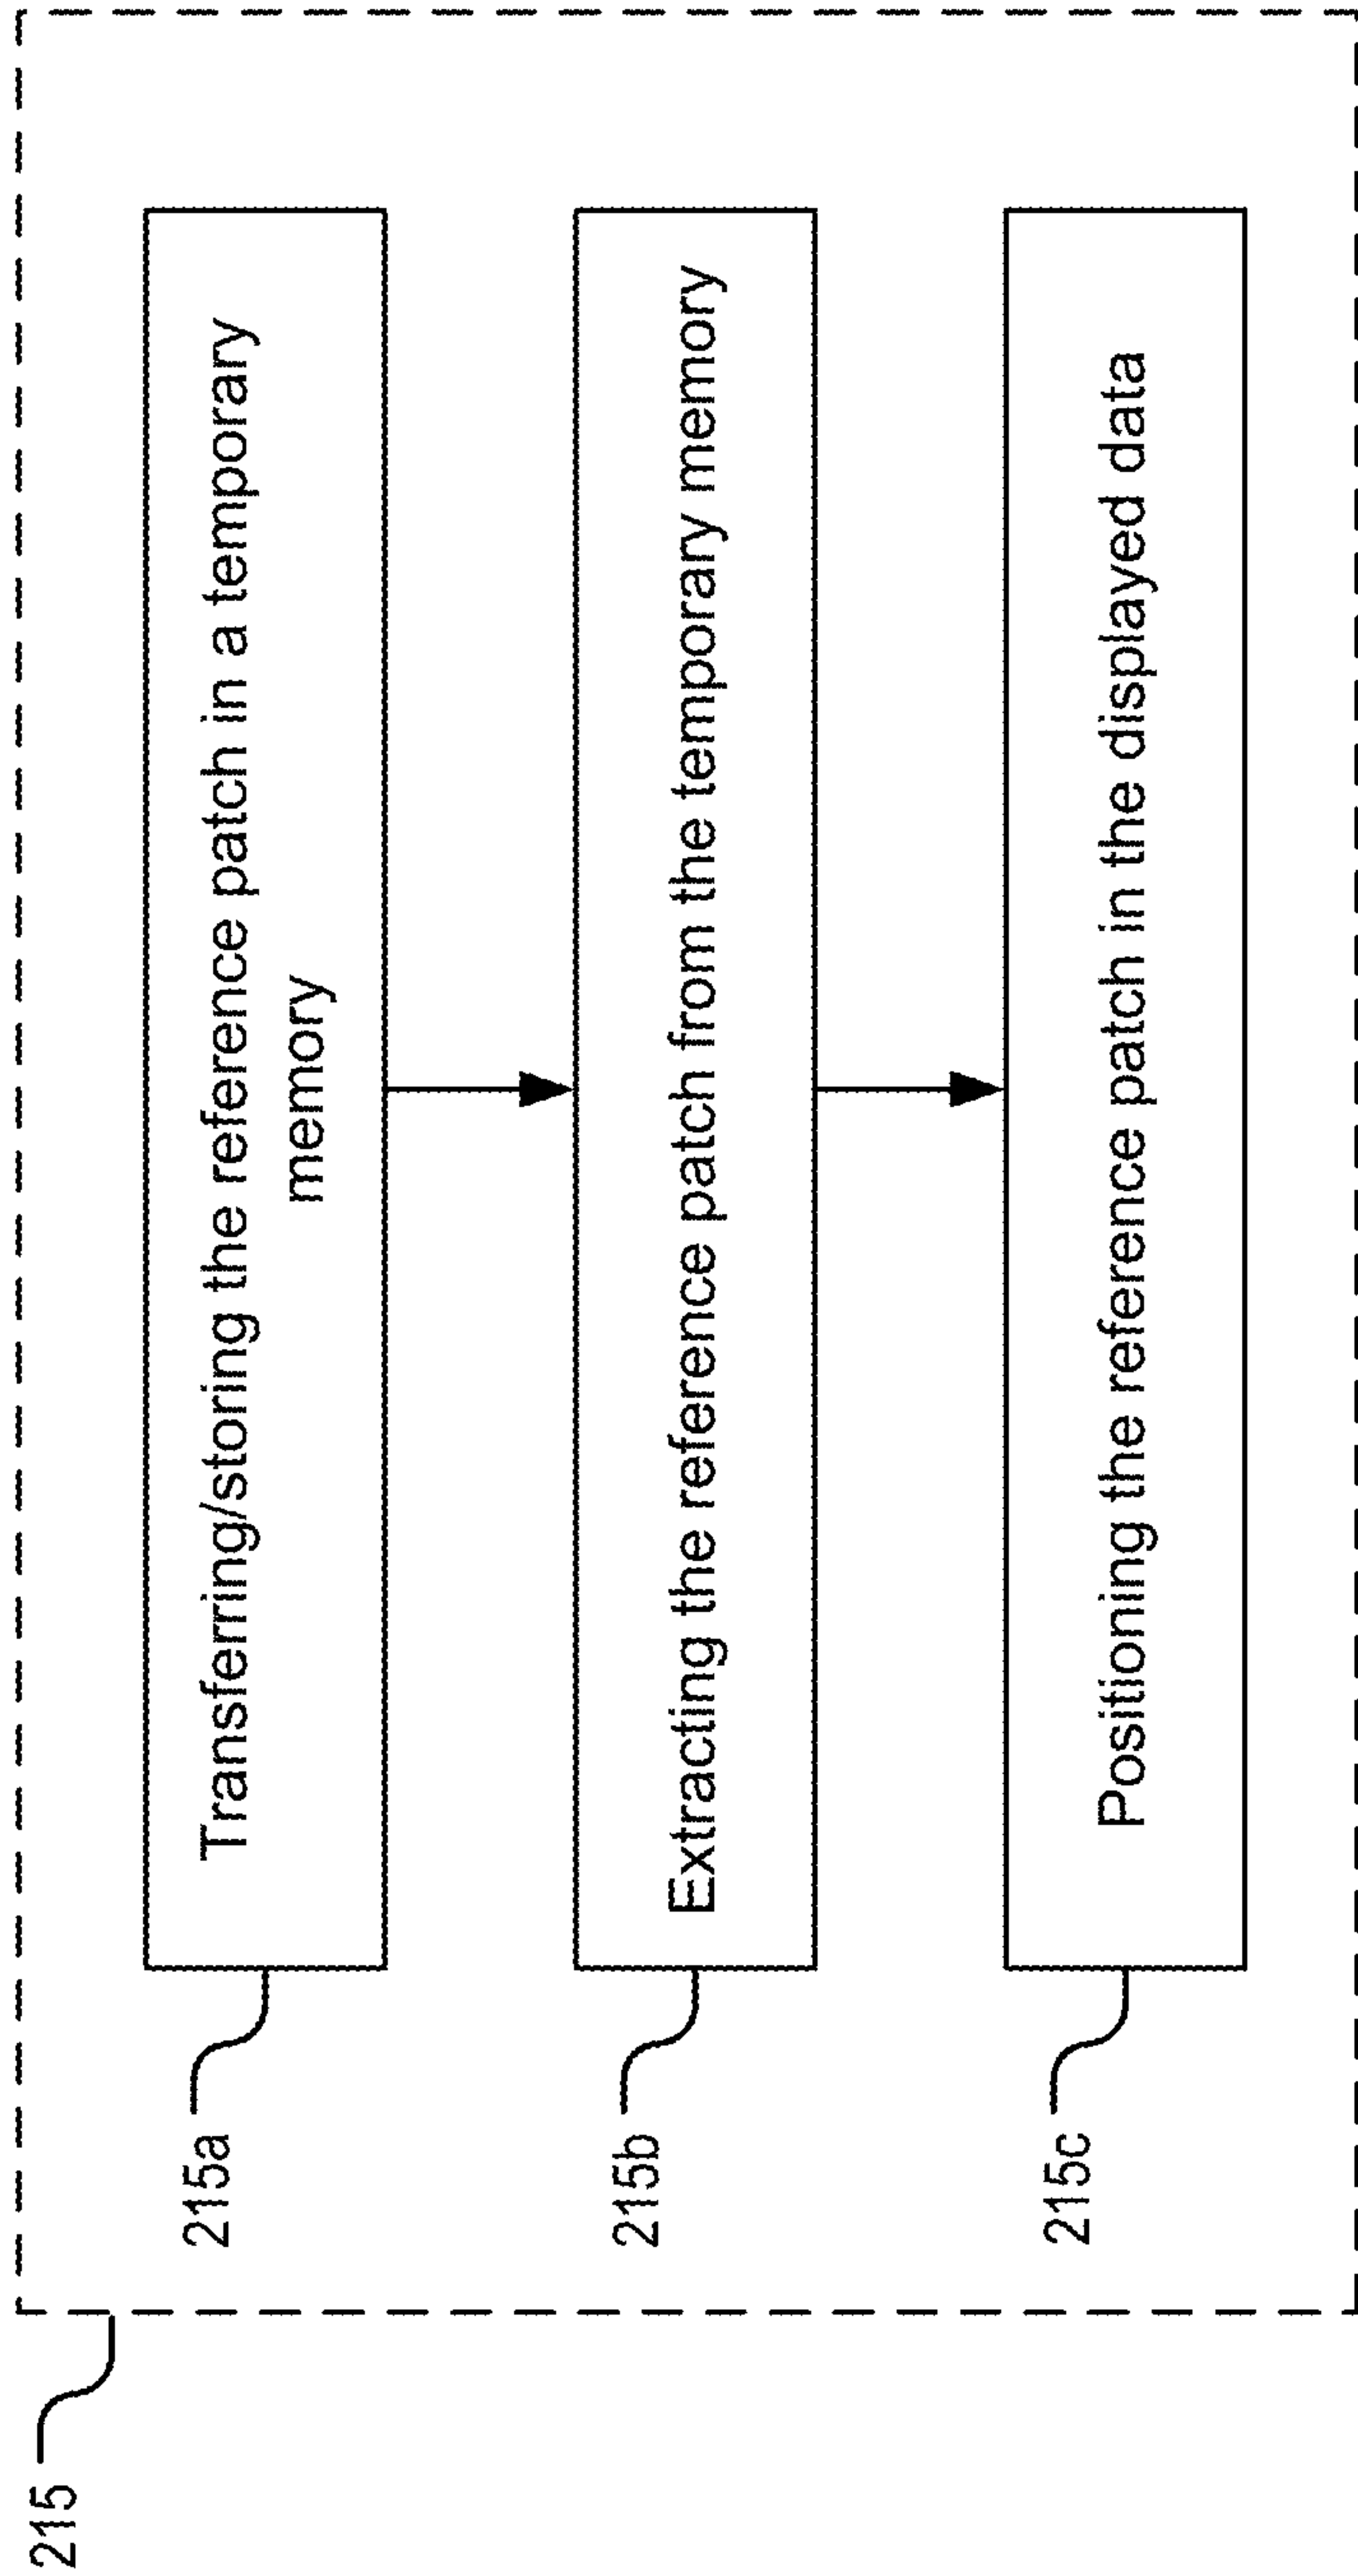 215
215a
Transferring/storing the reference patch in a temporary
memory
215b
Extracting the reference patch from the temporary memory
215c
Positioning the reference patch in the displayed data